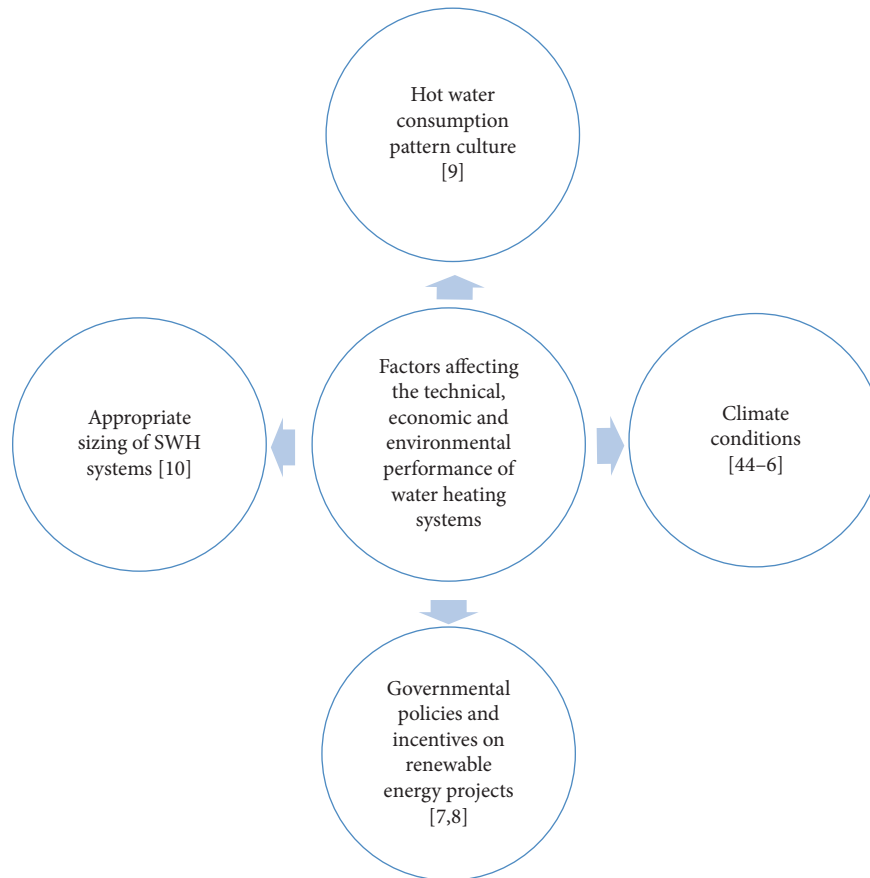 Hot water
consumption
pattern culture
[9]
Appropriate
sizing of SWH
systems [10]
Factors affecting
the technical,
economic and
environmental
performance of
water heating
systems
Climate
conditions
[44–6]
Governmental
policies and
incentives on
renewable
energy projects
[7,8]